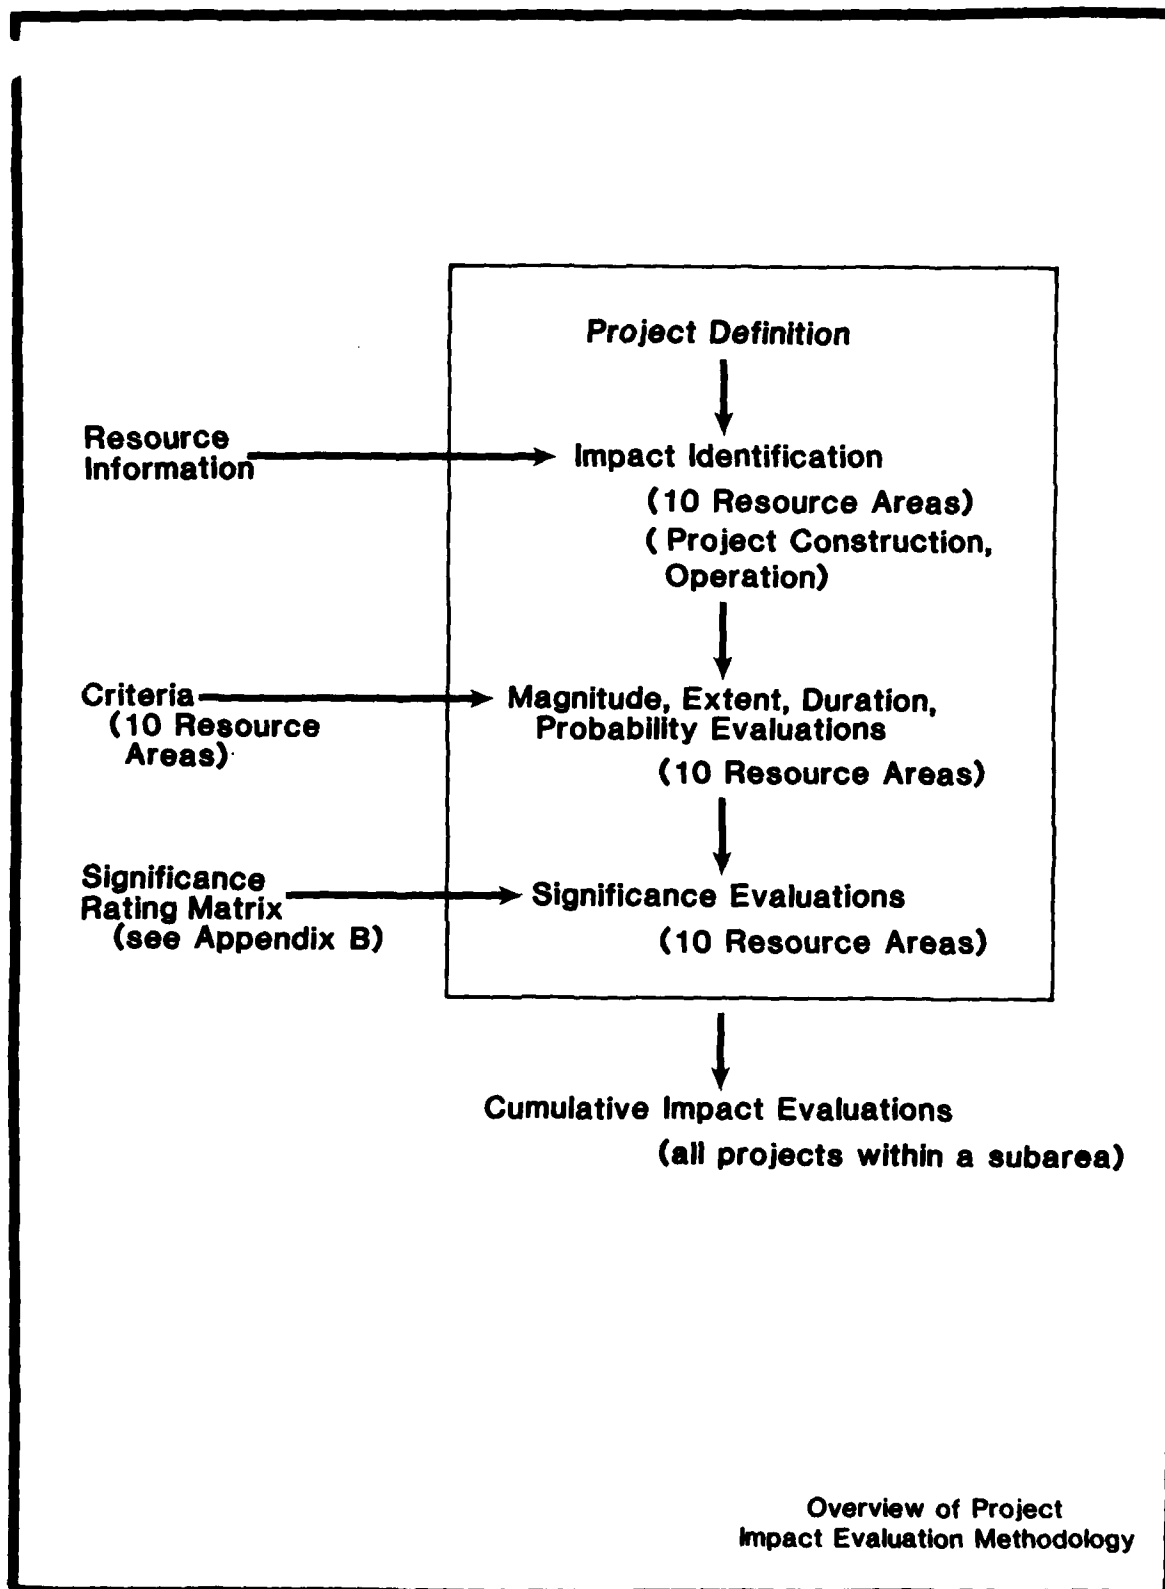 Project Definition
Resource
Information
Impact Identification
(10 Resource Areas)
( Project Construction,
Operation)
Criteria
(10 Resource
Areas)
Magnitude, Extent, Duration,
Probability Evaluations
(10 Resource Areas)
Significance
Rating Matrix
(see Appendix B)
Significance Evaluations
(10 Resource Areas)
Cumulative Impact Evaluations
(all projects within a subarea)
Overview of Project
Impact Evaluation Methodology